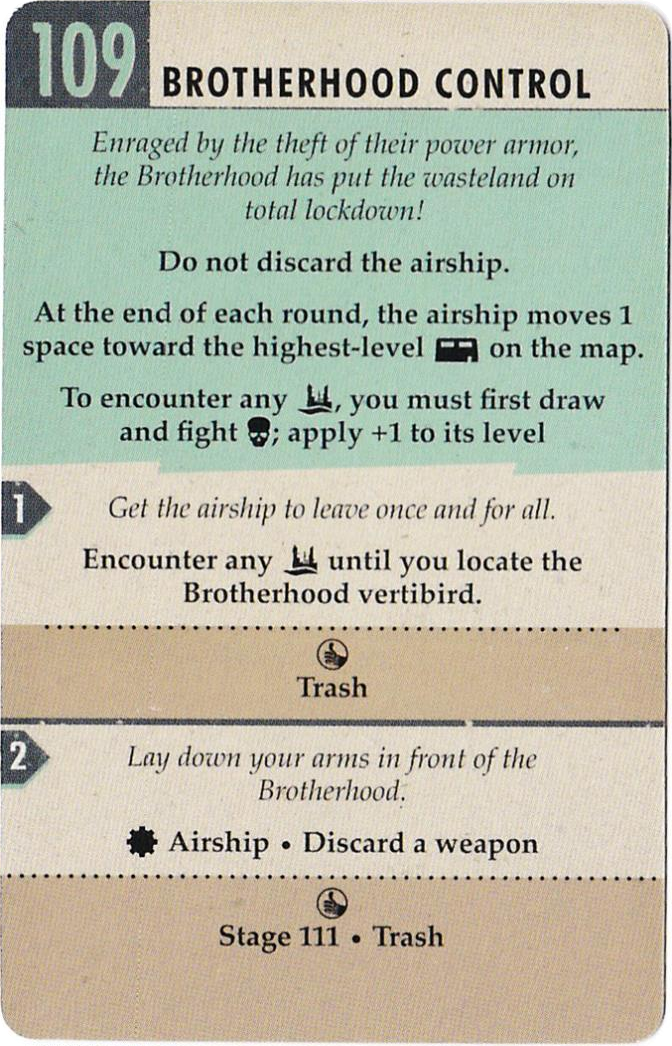 109 BROTHERHOOD CONTROL
Enraged by the theft of their power armor,
the Brotherhood has put the wasteland on
total lockdown!
Do not discard the airship.
At the end of each round, the airship moves 1
space toward the highest-level on the map.
To encounter any , you must first draw
and fight ; apply +1 to its level
1
Get the airship to leave once and for all.
Encounter any until you locate the
Brotherhood vertibird.
Trash
2
Lay down your arms in front of the
Brotherhood.
Airship • Discard a weapon
Stage 111 • Trash